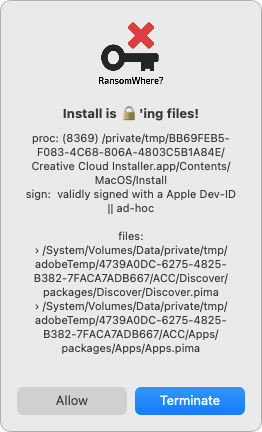 RansomWhere?
Install is 🔒'ing files!
proc: (8369) /private/tmp/BB69FEB5-
F083-4C68-806A-4803C5B1A84E/
Creative Cloud Installer.app/Contents/
MacOS/Install
sign:  validly signed with a Apple Dev-ID
|| ad-hoc
files:
› /System/Volumes/Data/private/tmp/
adobeTemp/4739A0DC-6275-4825-
B382-7FACA7ADB667/ACC/Discover/
packages/Discover/Discover.pima
› /System/Volumes/Data/private/tmp/
adobeTemp/4739A0DC-6275-4825-
B382-7FACA7ADB667/ACC/Apps/
packages/Apps/Apps.pima
Allow
Terminate